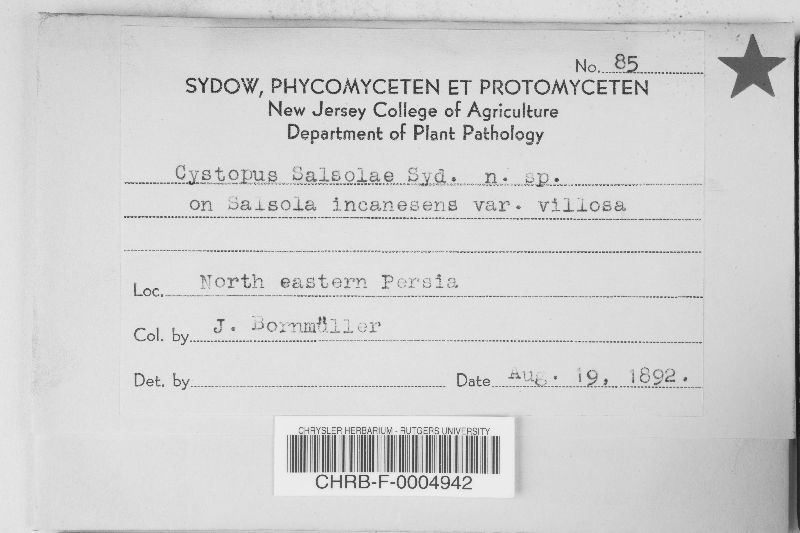 No. 85
SYDOW, PHYCOMYCETEN ET PROTOMYCETEN
New Jersey College of Agriculture
Department of Plant Pathology
Cystopus Salsolae Syd. n. sp.
on Salsola incanesens var. villosa
Loc. North eastern Persia
Col. by J. Bornmüller
Det. by
Date Aug. 19, 1892.
CHRYSLER HERBARIUM - RUTGERS UNIVERSITY
CHRB-F-0004942